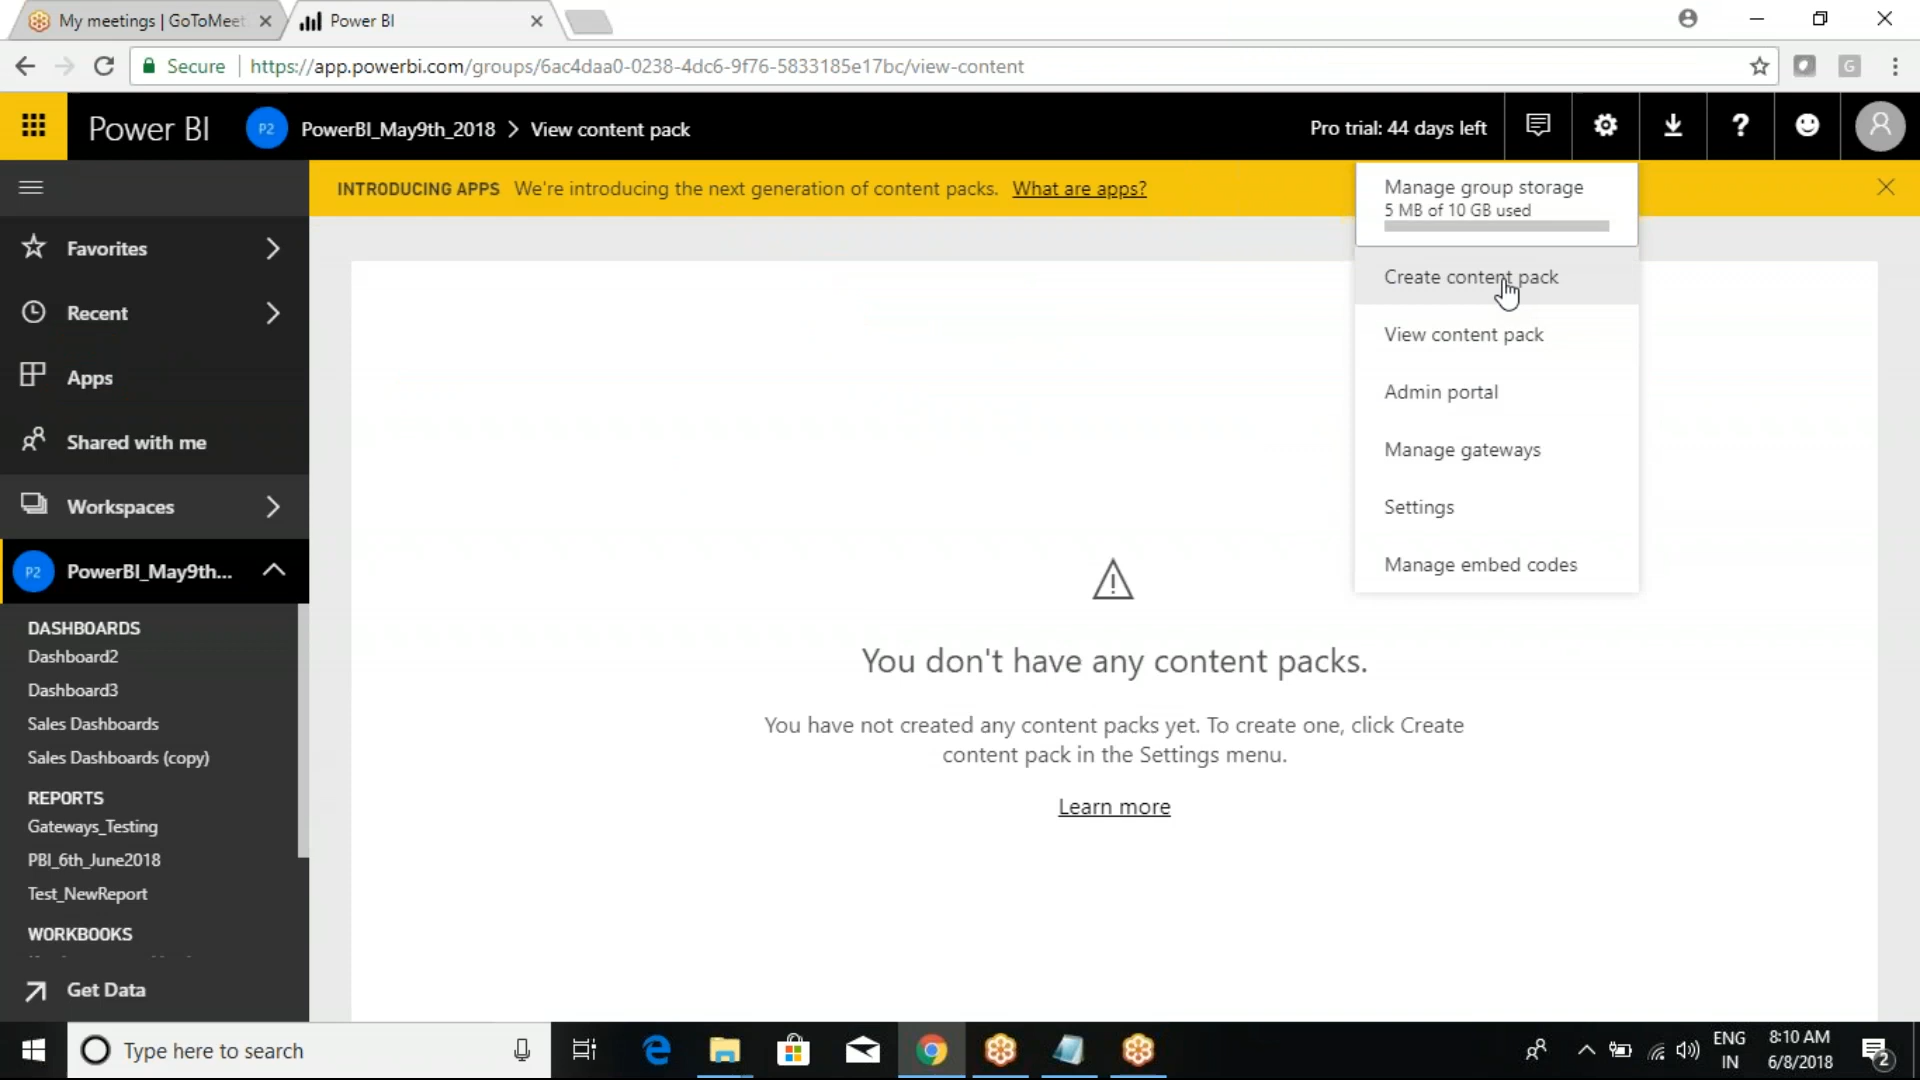 My meetings | GoToMeet
Power BI
Secure
https://app.powerbi.com/groups/6ac4daa0-0238-4dc6-9f76-5833185e17bc/view-content
G
Power BI
P2
PowerBI_May9th_2018 > View content pack
Pro trial: 44 days left
?
INTRODUCING APPS We're introducing the next generation of content packs. What are apps?
Manage group storage
5 MB of 10 GB used
Create content pack
View content pack
Admin portal
Manage gateways
Settings
Manage embed codes
Favorites
Recent
Apps
Shared with me
Workspaces
P2
PowerBI_May9th...
DASHBOARDS
Dashboard2
Dashboard3
Sales Dashboards
Sales Dashboards (copy)
REPORTS
Gateways_Testing
PBI_6th_June2018
Test_NewReport
WORKBOOKS
Get Data
You don't have any content packs.
You have not created any content packs yet. To create one, click Create
content pack in the Settings menu.
Learn more
Type here to search
ENG
IN
8:10 AM
6/8/2018
2